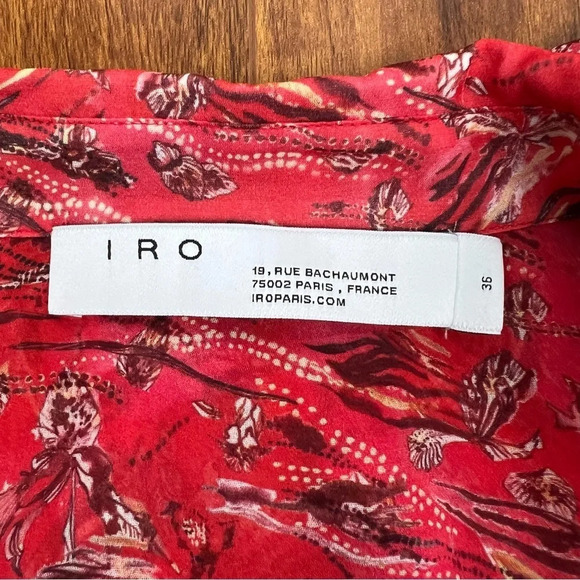 IRO
19, RUE BACHAUMONT
75002 PARIS , FRANCE
IROPARIS.COM
36